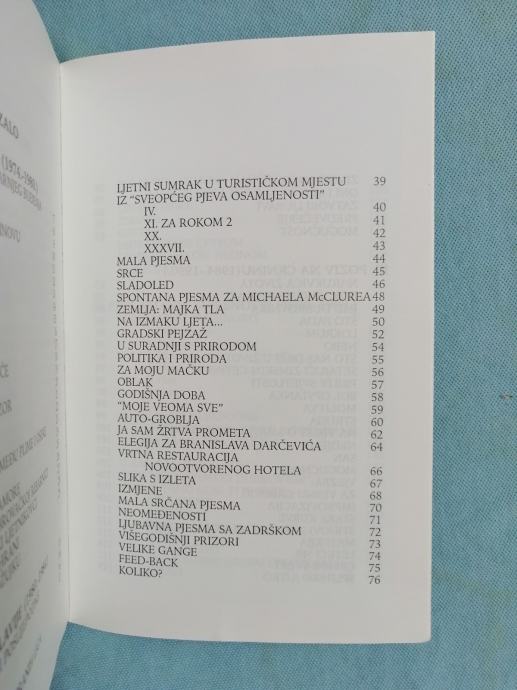 ZALO
(1976-1981)
LJETNI SUMRAK U TURISTIČKOM MJESTU 39
IZ “SVEOPĆEG PJEVA OSAMLJENOSTI”
IV. 40
XI. ZA ROKOM 2 41
XX. 42
XXXVII. 43
MALA PJESMA 44
SRCE 45
SLADOLED 46
SPONTANA PJESMA ZA MICHAELA McCLUREA 48
ZEMLJA: MAJKA TLA 49
NA IZMAKU LJETA... 50
GRADSKI PEJZAŽ 52
U SURADNJI S PRIRODOM 54
POLITIKA I PRIRODA 55
ZA MOJU MAČKU 56
OBLAK 57
GODIŠNJA DOBA 58
“MOJE VEOMA SVE” 59
AUTO-GROBLJA 60
JA SAM ŽRTVA PROMETA 62
ELEGIJA ZA BRANISLAVA DARČEVIĆA 64
VRTNA RESTAURACIJA
NOVOOTVORENOG HOTELA 66
SLIKA S IZLETA 67
IZMJENE 68
MALA SRČANA PJESMA 70
NEOMEĐENOSTI 71
LJUBAVNA PJESMA SA ZADRŠKOM 72
VIŠEGODIŠNJI PRIZORI 73
VELIKE GANGE 74
FEED-BACK 75
KOLIKO? 76